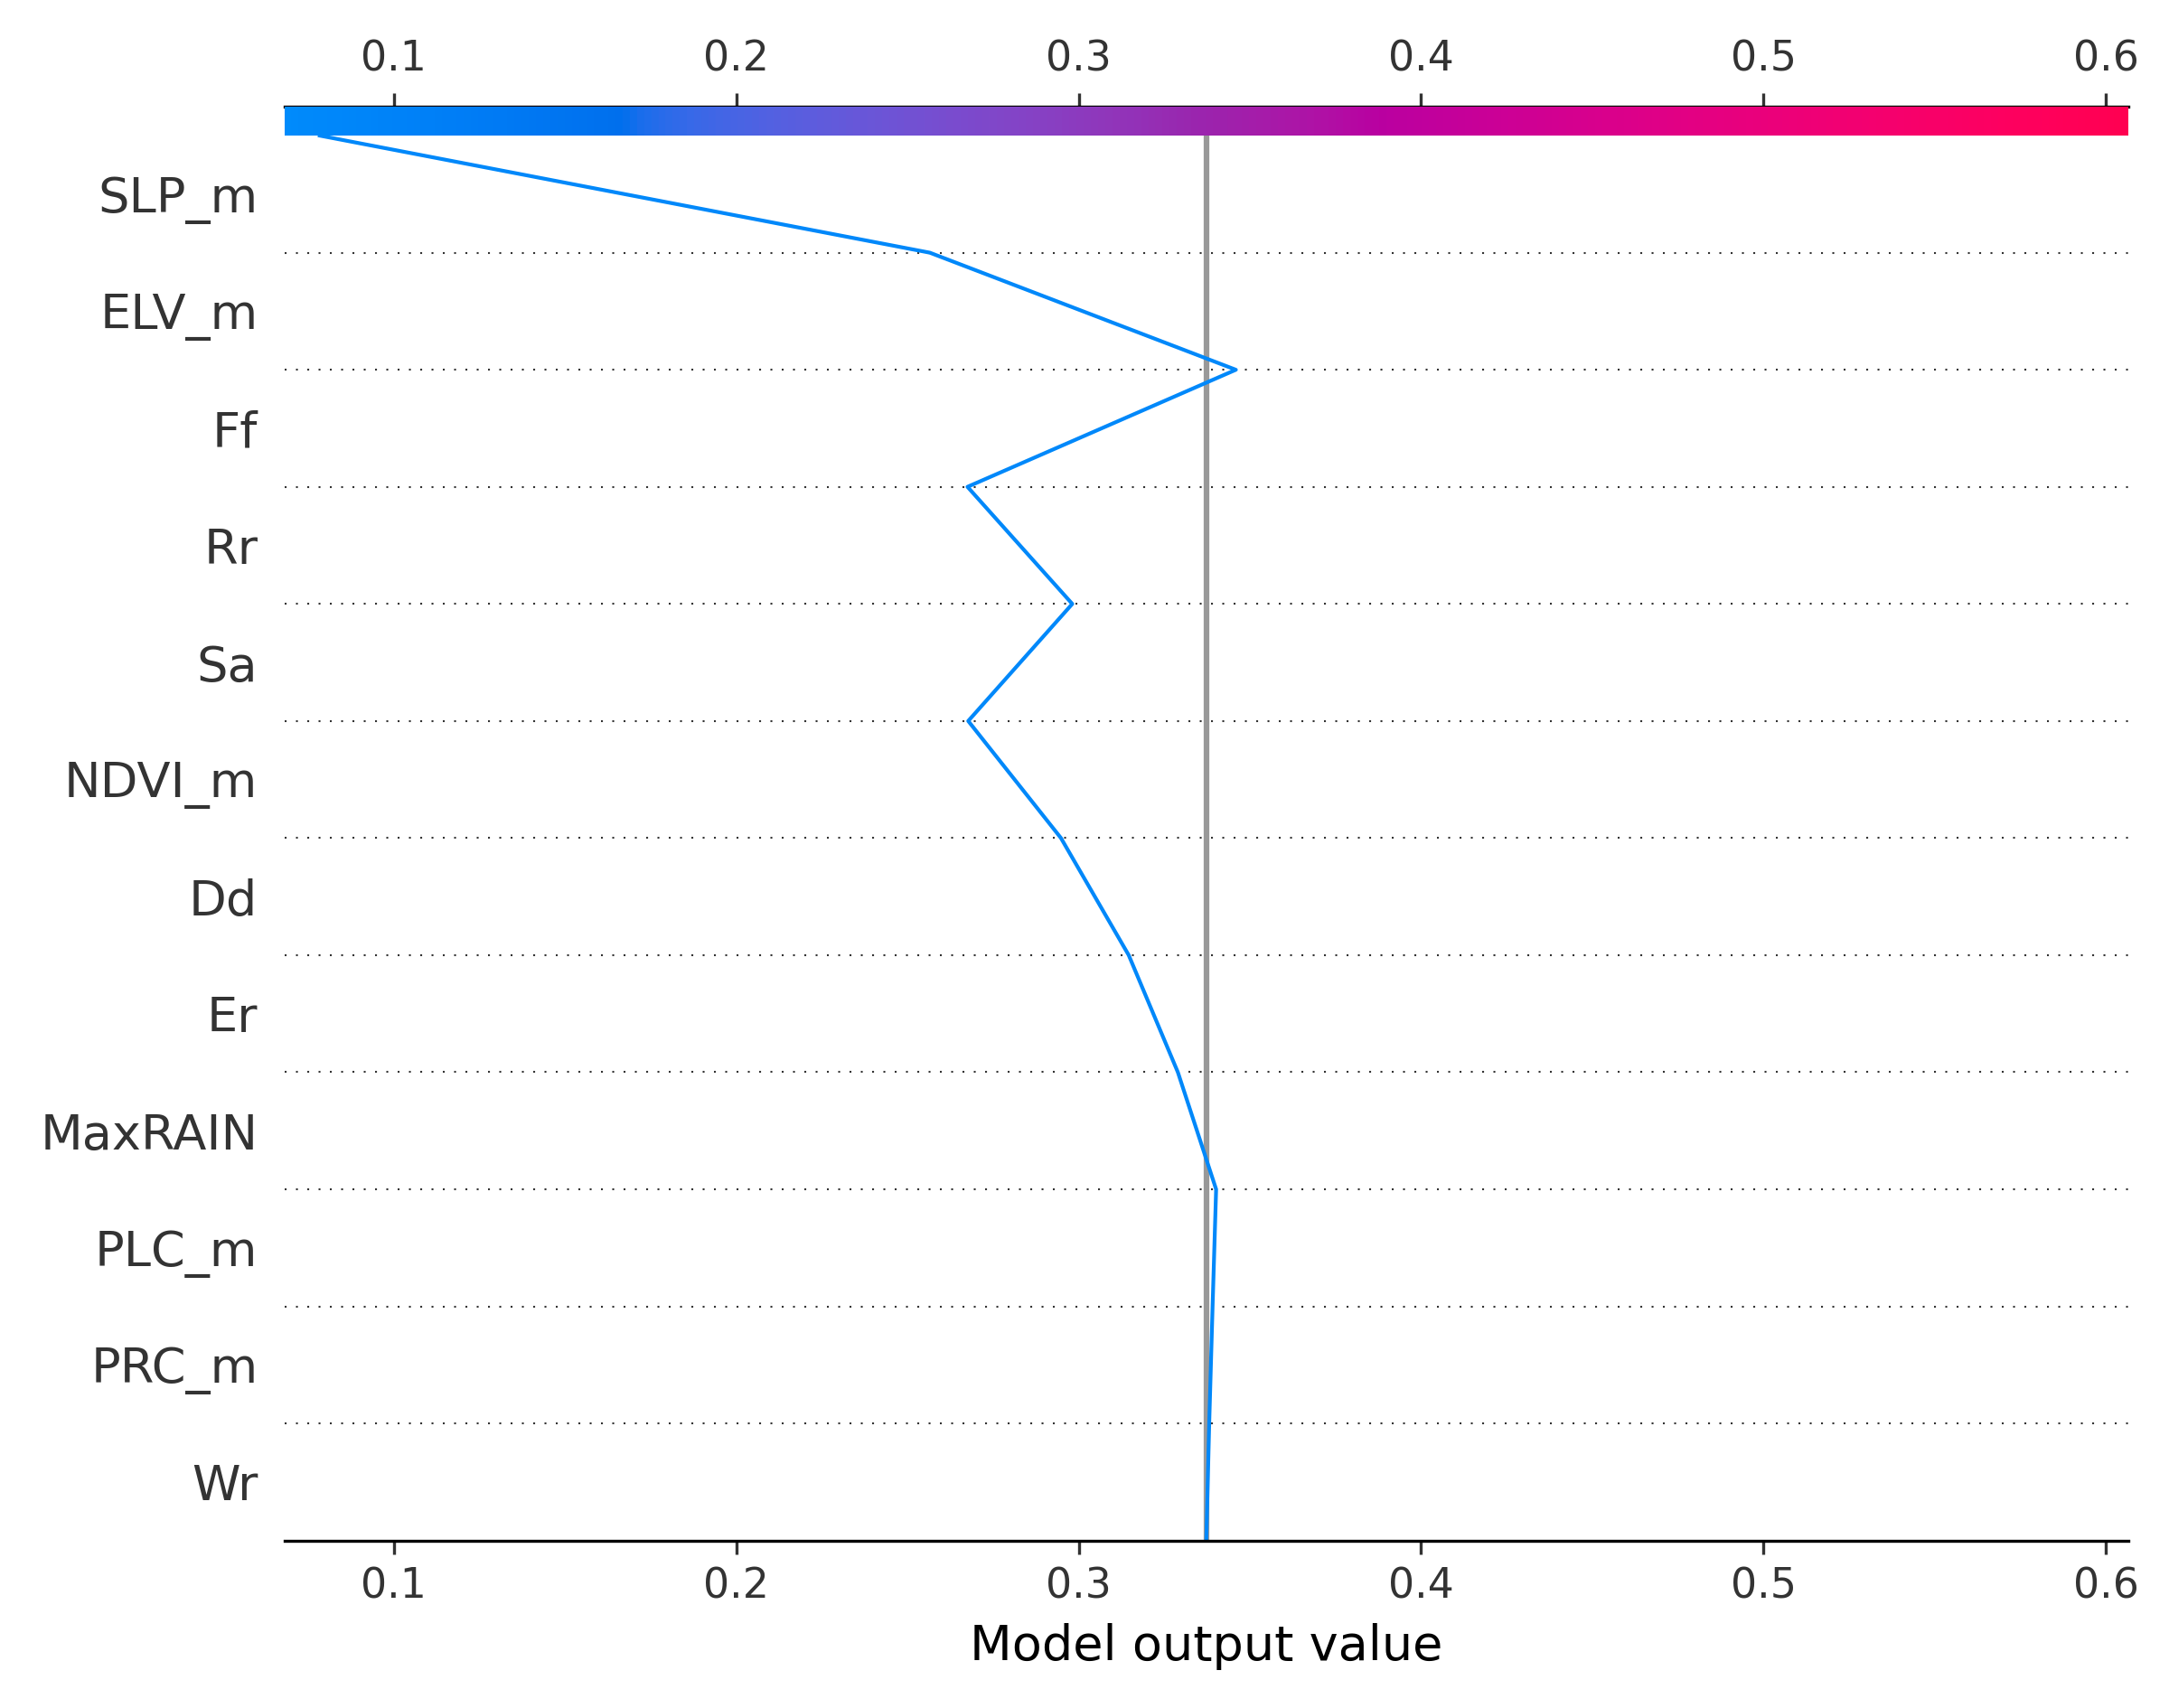 0.1 0.2 0.3 0.4 0.5 0.6
SLP_m
ELV_m
Ff
Rr
Sa
NDVI_m
Dd
Er
MaxRAIN
PLC_m
PRC_m
Wr
0.1 0.2 0.3 0.4 0.5 0.6
Model output value